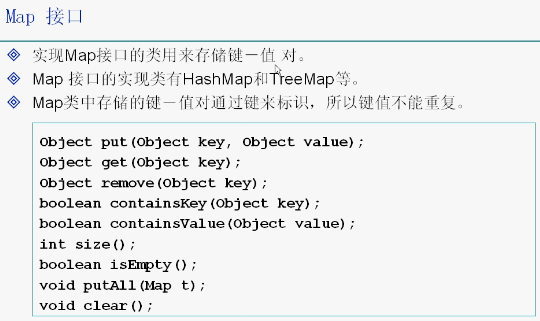 Map 接口
实现Map接口的类用来存储键－值 对。
Map 接口的实现类有HashMap和TreeMap等。
Map类中存储的键－值对通过键来标识，所以键值不能重复。
Object put(Object key, Object value);
Object get(Object key);
Object remove(Object key);
boolean containsKey(Object key);
boolean containsValue(Object value);
int size();
boolean isEmpty();
void putAll(Map t);
void clear();